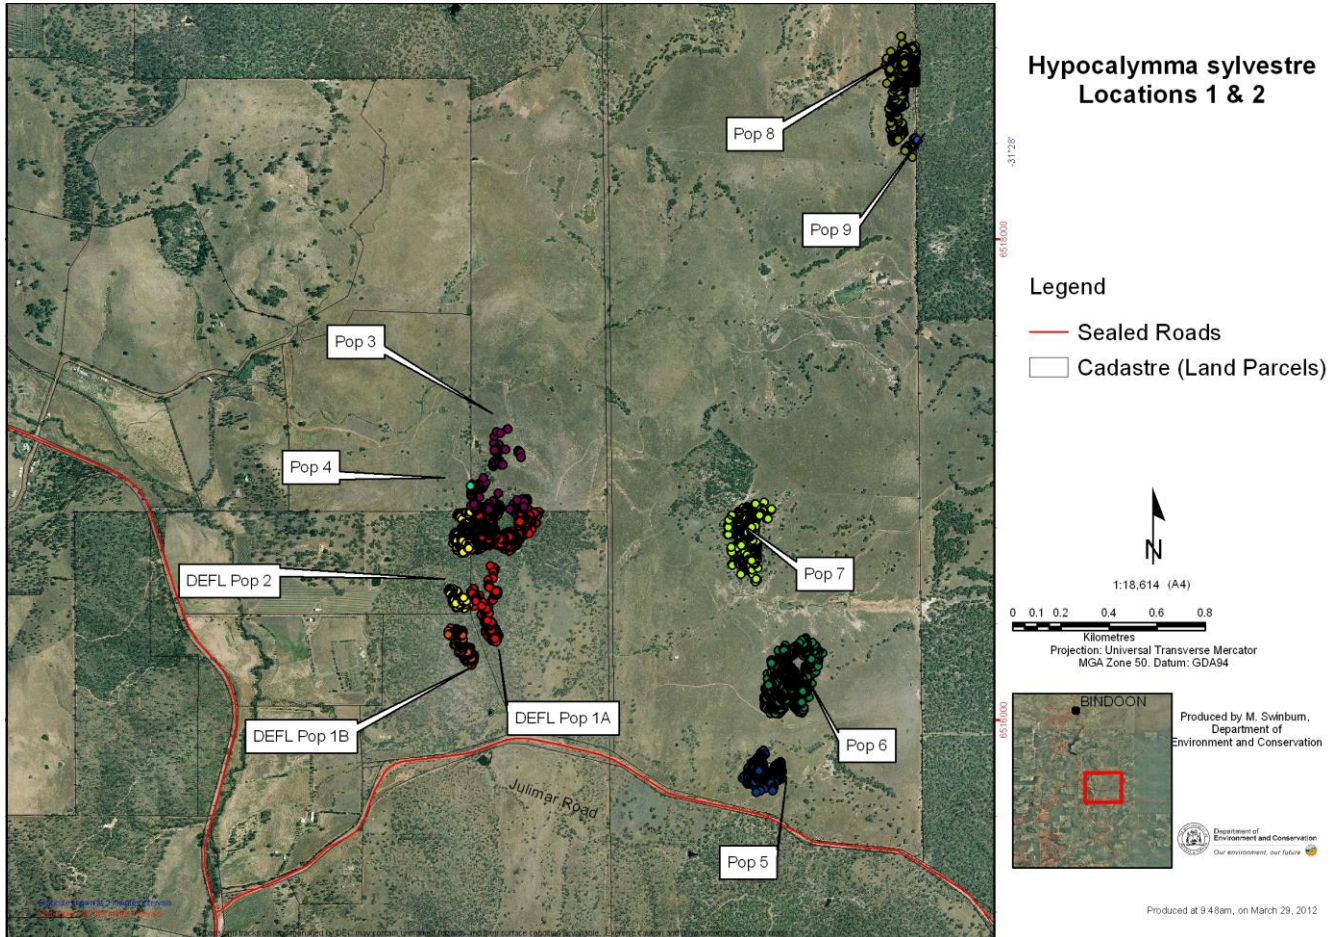 Hypocalymma sylvestre
Locations 1 & 2
Pop 8
-31°28'
Pop 9
6518000
Legend
Sealed Roads
Cadastre (Land Parcels)
Pop 3
Pop 4
DEFL Pop 2
Pop 7
N
1:18,614 (A4)
0 0.1 0.2 0.4 0.6 0.8
Kilometres
Projection: Universal Transverse Mercator
MGA Zone 50. Datum: GDA94
DEFL Pop 1A
DEFL Pop 1B
Pop 6
6516000
BINDOON
Produced by M. Swinburn,
Department of
Environment and Conservation
Julimar Road
Pop 5
Department of
Environment and Conservation
Our environment, our future
Produced at 9:48am, on March 29, 2012